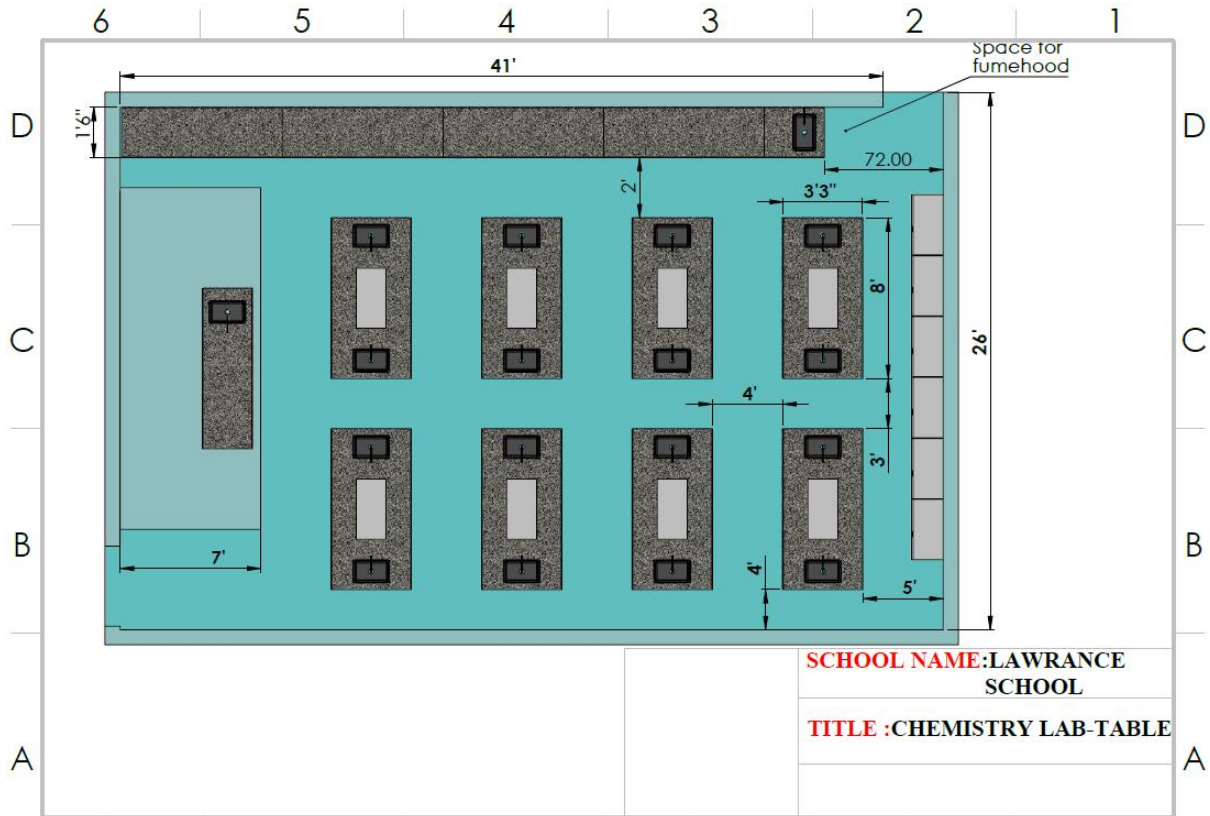 6 5 4 3 2 1
Space for
fumehood
41'
D D
1'6"
72.00
2'
3'3"
8'
C C
26'
4'
3'
B B
7'
4'
5'
SCHOOL NAME:LAWRANCE
SCHOOL
TITLE :CHEMISTRY LAB-TABLE
A A